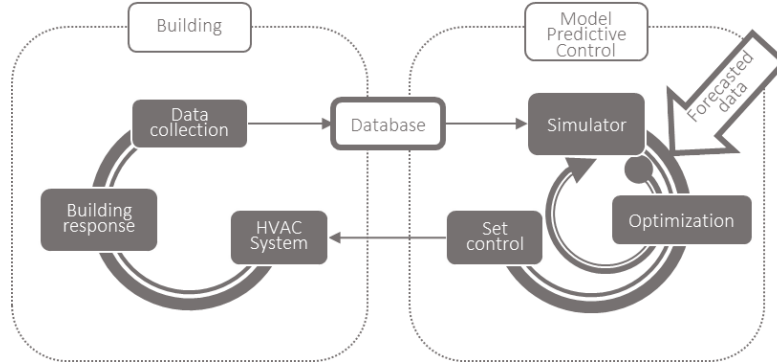 Building
Model
Predictive
Control
Forecasted
data
Data
collection
Database
Simulator
Building
response
HVAC
System
Set
control
Optimization